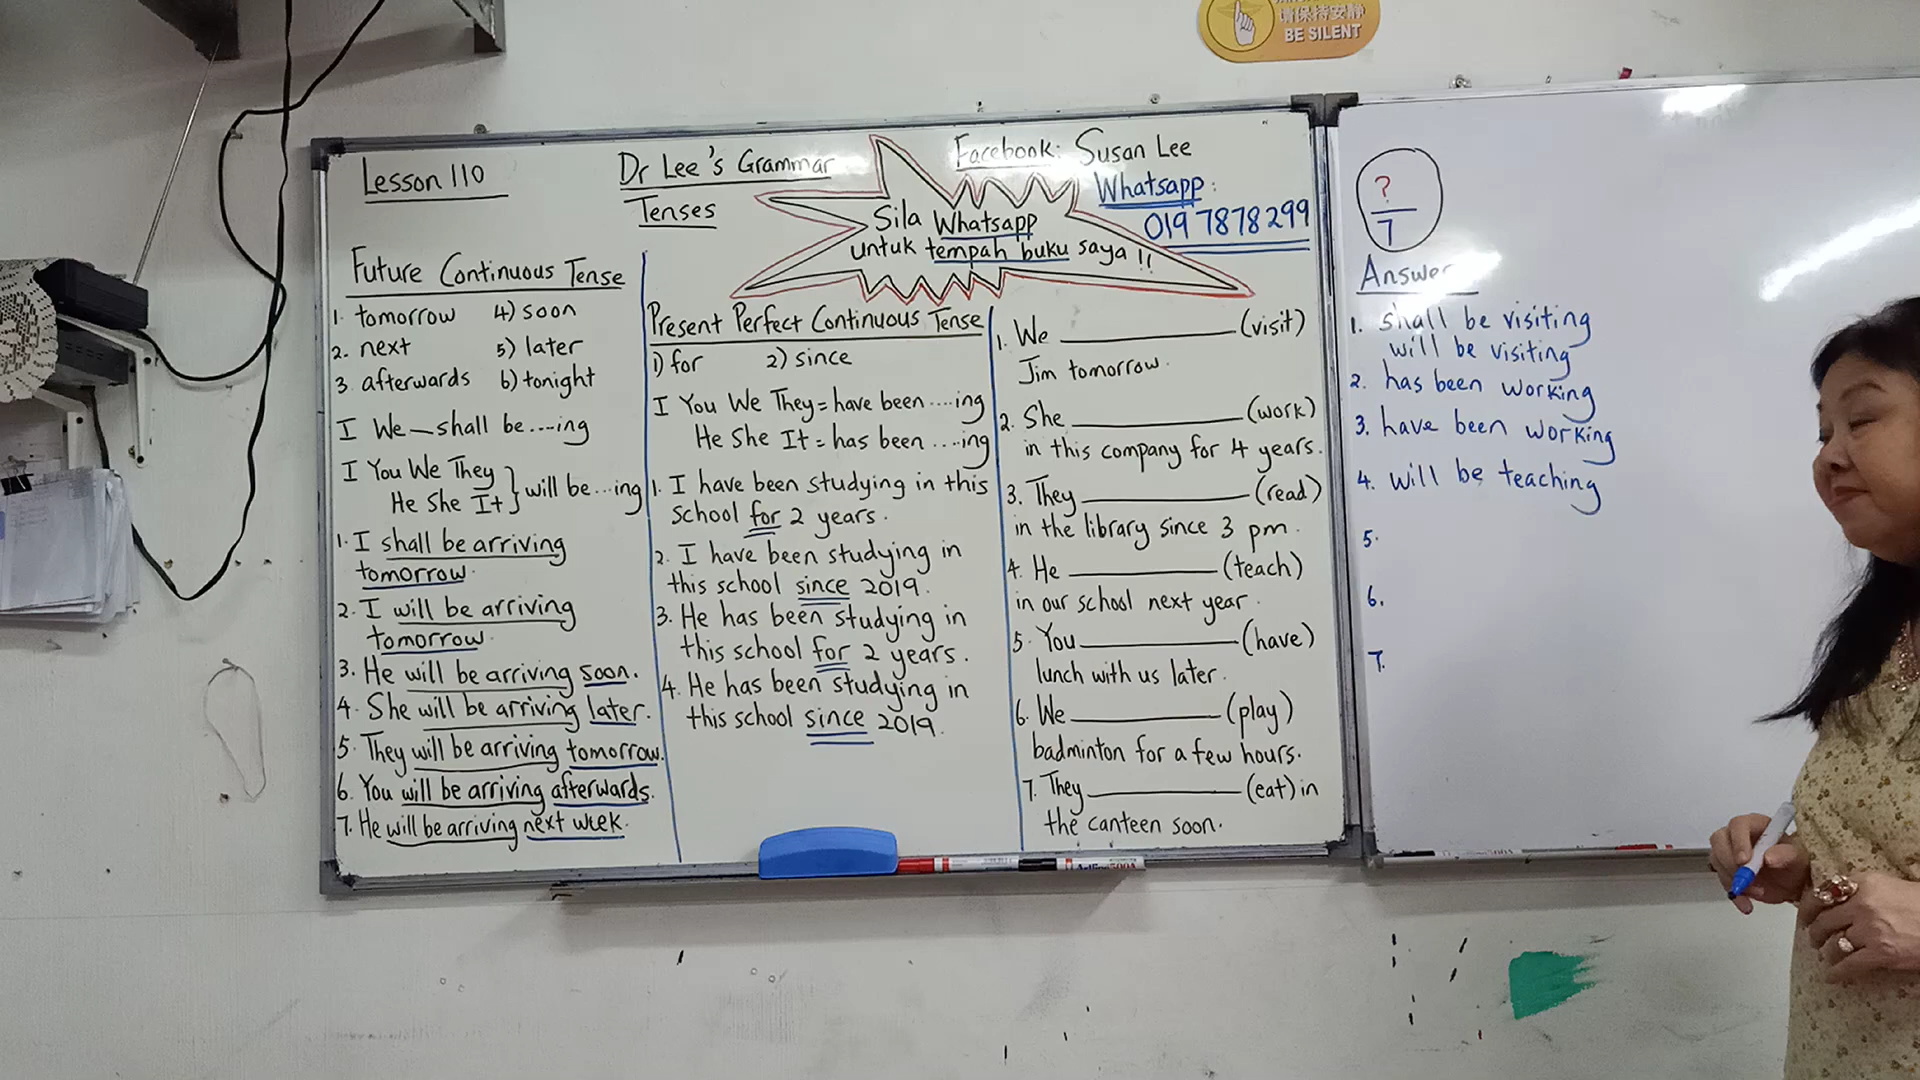 请保持安静
BE SILENT
Lesson 110
Dr Lee's Grammar
Tenses
Facebook: Susan Lee
Whatsapp:
019 7878299
Sila Whatsapp
untuk tempah buku saya !!
Future Continuous Tense
1. tomorrow 4) soon
2. next 5) later
3. afterwards 6) tonight
I We — shall be ....ing
I You We They
He She It } will be ...ing
1. I shall be arriving
tomorrow.
2. I will be arriving
tomorrow.
3. He will be arriving soon.
4. She will be arriving later.
5. They will be arriving tomorrow.
6. You will be arriving afterwards.
7. He will be arriving next week.
Present Perfect Continuous Tense
1) for 2) since
I You We They = have been ....ing
He She It = has been ....ing
1. I have been studying in this
school for 2 years.
2. I have been studying in
this school since 2019.
3. He has been studying in
this school for 2 years.
4. He has been studying in
this school since 2019.
1. We ____________ (visit)
Jim tomorrow.
2. She ____________ (work)
in this company for 4 years.
3. They ____________ (read)
in the library since 3 pm.
4. He ____________ (teach)
in our school next year.
5. You ____________ (have)
lunch with us later.
6. We ____________ (play)
badminton for a few hours.
7. They ____________ (eat) in
the canteen soon.
?
7
Answer
1. shall be visiting
will be visiting
2. has been working
3. have been working
4. will be teaching
5.
6.
7.